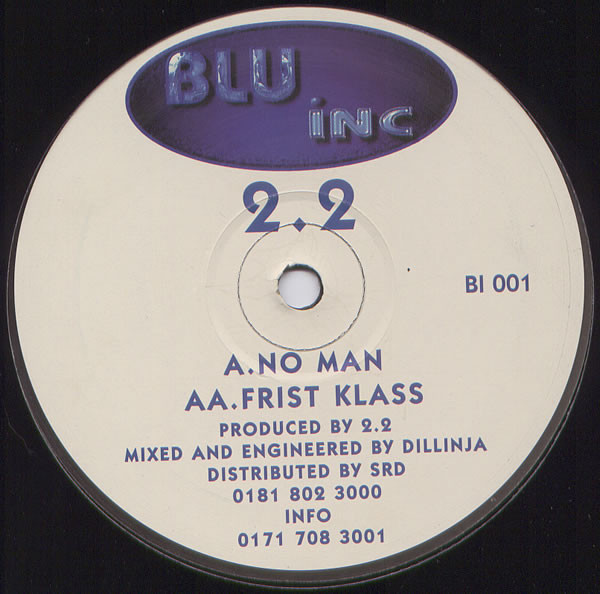 BLU
iNC
2.2
BI 001
A.NO MAN
AA.FRIST KLASS
PRODUCED BY 2.2
MIXED AND ENGINEERED BY DILLINJA
DISTRIBUTED BY SRD
0181 802 3000
INFO
0171 708 3001